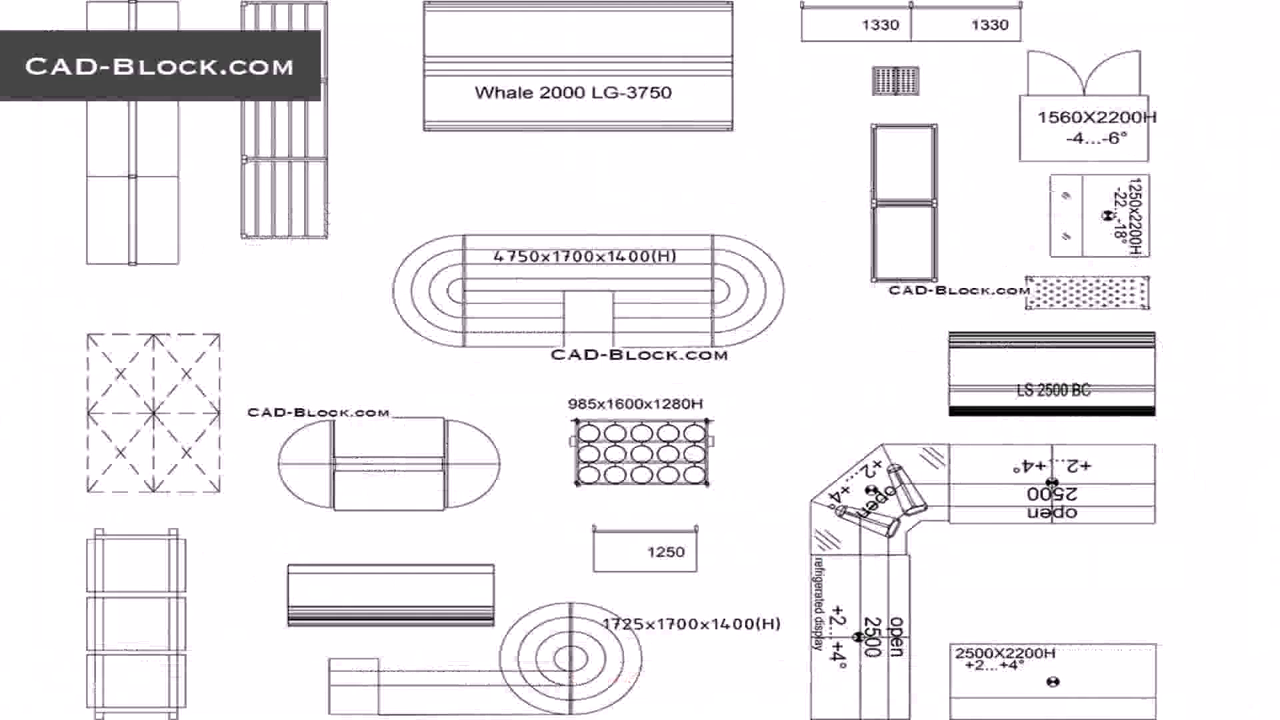 CAD-BLOCK.COM
Whale 2000 LG-3750
1330
1330
1560X2200H
-4...-6°
1250x2200H
-22...-18°
4750x1700x1400(H)
CAD-BLOCK.COM
CAD-BLOCK.COM
LS 2500 BC
CAD-BLOCK.COM
985x1600x1280H
+2...+4°
open
+2...+4°
2500
open
1250
1725x1700x1400(H)
refrigerated display
+2...+4°
2500
open
2500X2200H
+2...+4°